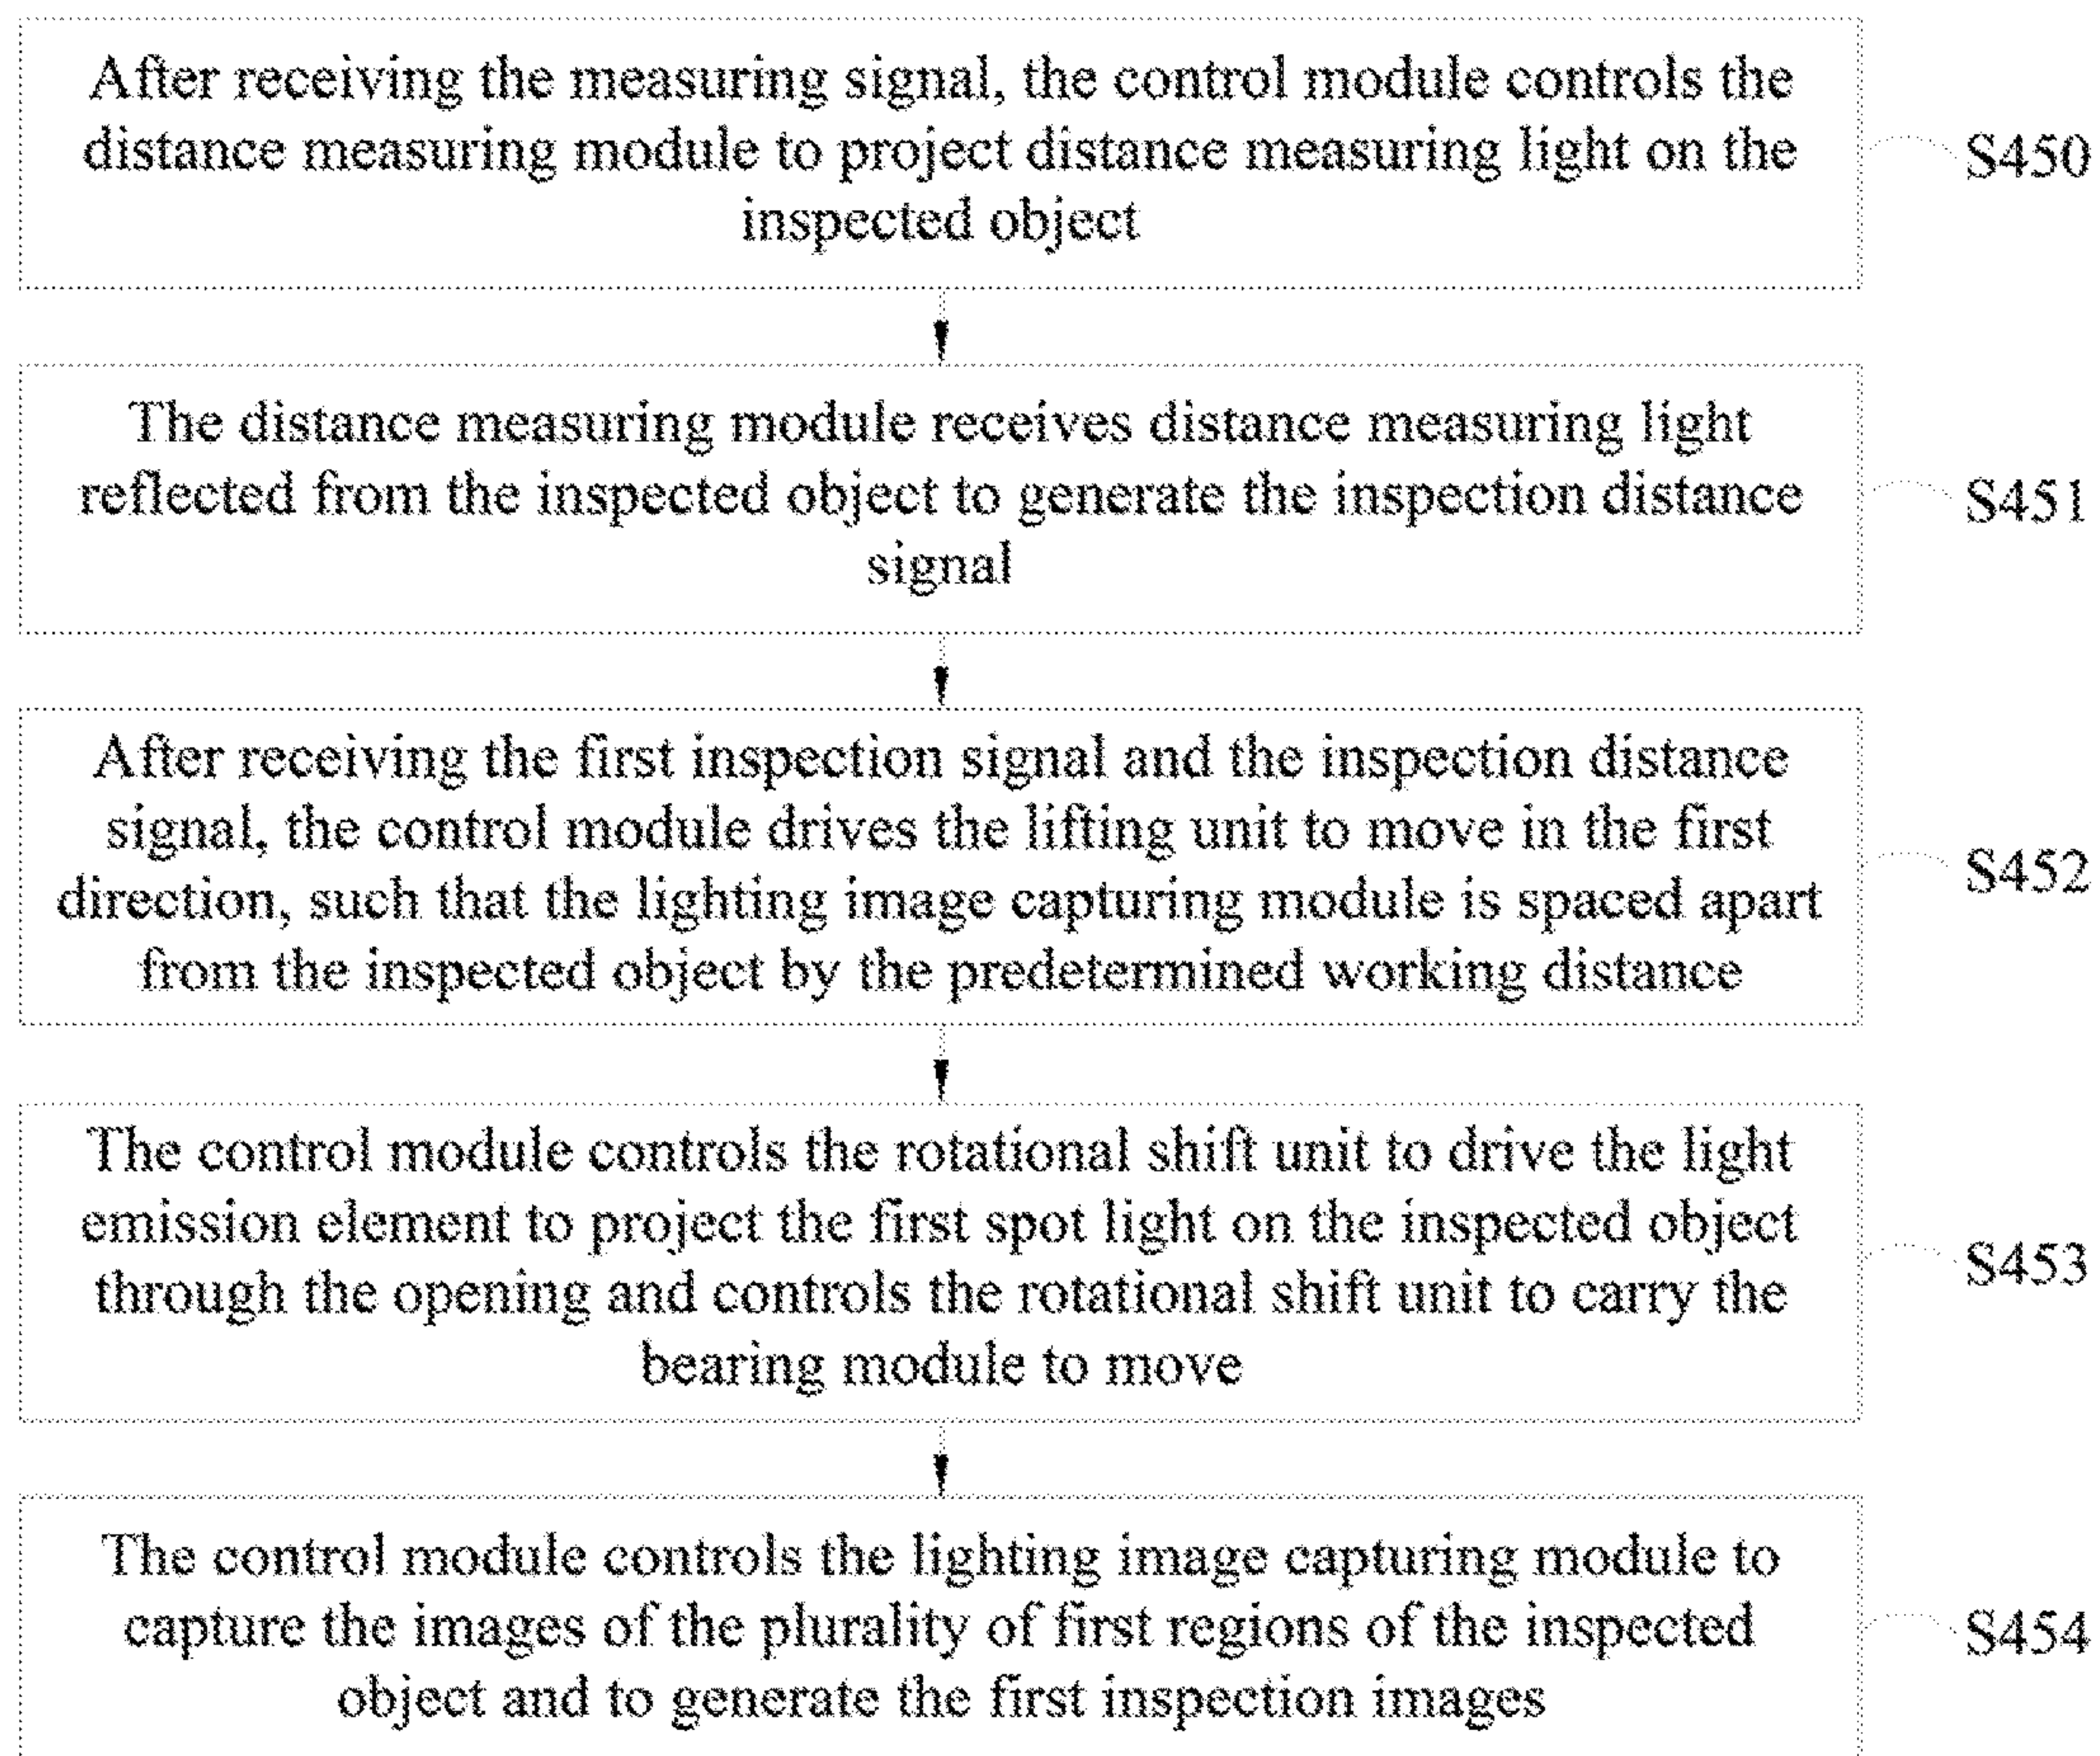 After receiving the measuring signal, the control module controls the
distance measuring module to project distance measuring light on the
inspected object
S450
The distance measuring module receives distance measuring light
reflected from the inspected object to generate the inspection distance
signal
S451
After receiving the first inspection signal and the inspection distance
signal, the control module drives the lifting unit to move in the first
direction, such that the lighting image capturing module is spaced apart
from the inspected object by the predetermined working distance
S452
The control module controls the rotational shift unit to drive the light
emission element to project the first spot light on the inspected object
through the opening and controls the rotational shift unit to carry the
bearing module to move
S453
The control module controls the lighting image capturing module to
capture the images of the plurality of first regions of the inspected
object and to generate the first inspection images
S454